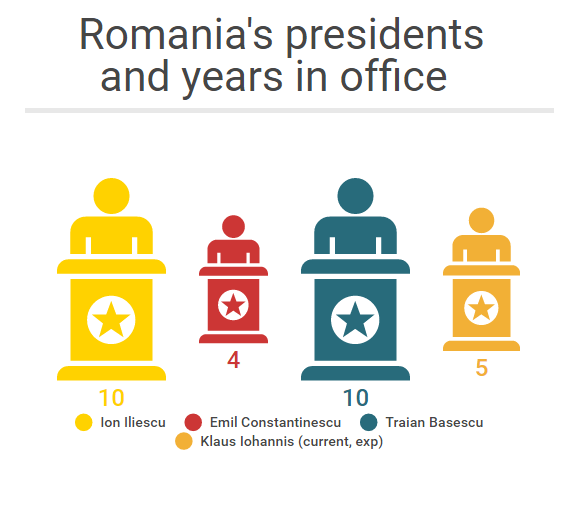 Romania's presidents
and years in office
10
4
10
5
Ion Iliescu
Emil Constantinescu
Traian Basescu
Klaus Iohannis (current, exp)